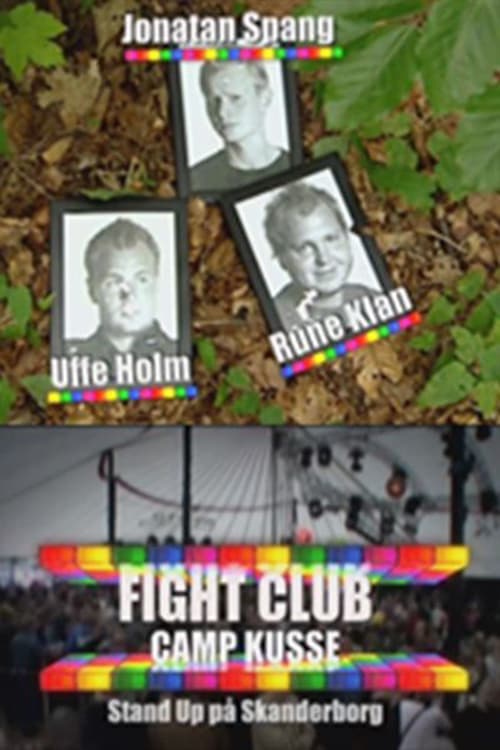 Jonatan Spang
Rune Klan
Uffe Holm
FIGHT CLUB
CAMP KUSSE
Stand Up på Skanderborg